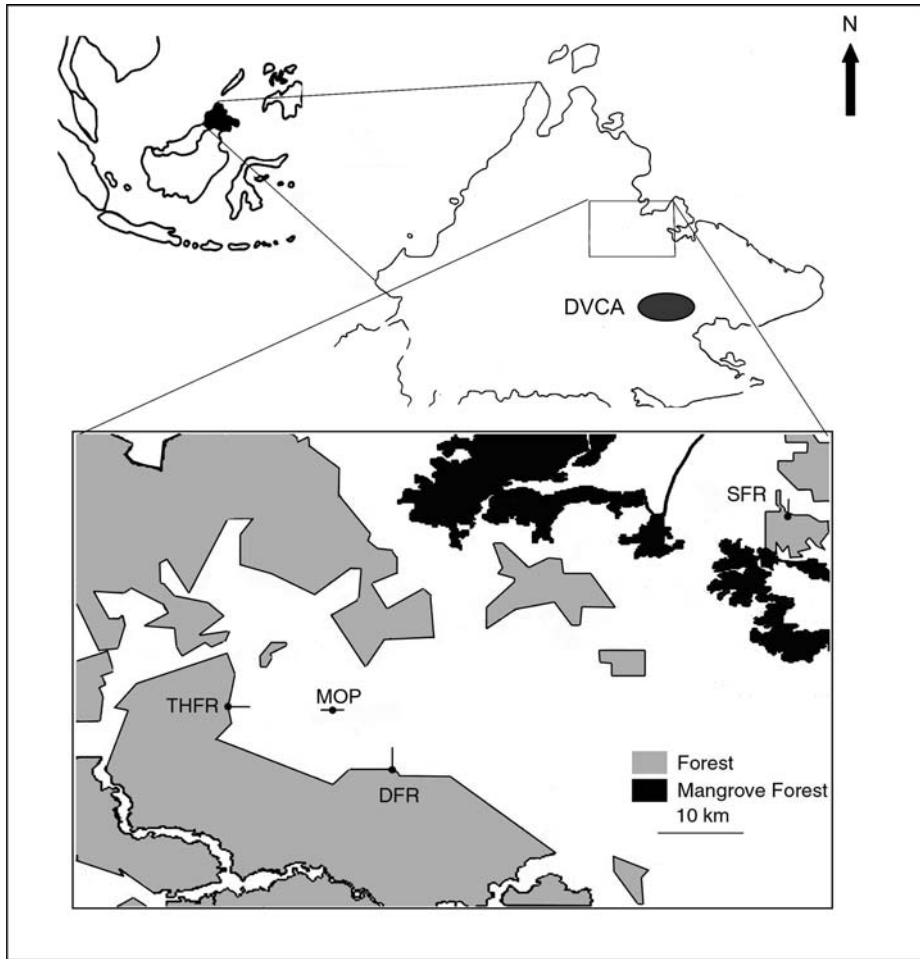 N
DVCA
SFR
THFR
MOP
DFR
Forest
Mangrove Forest
10 km